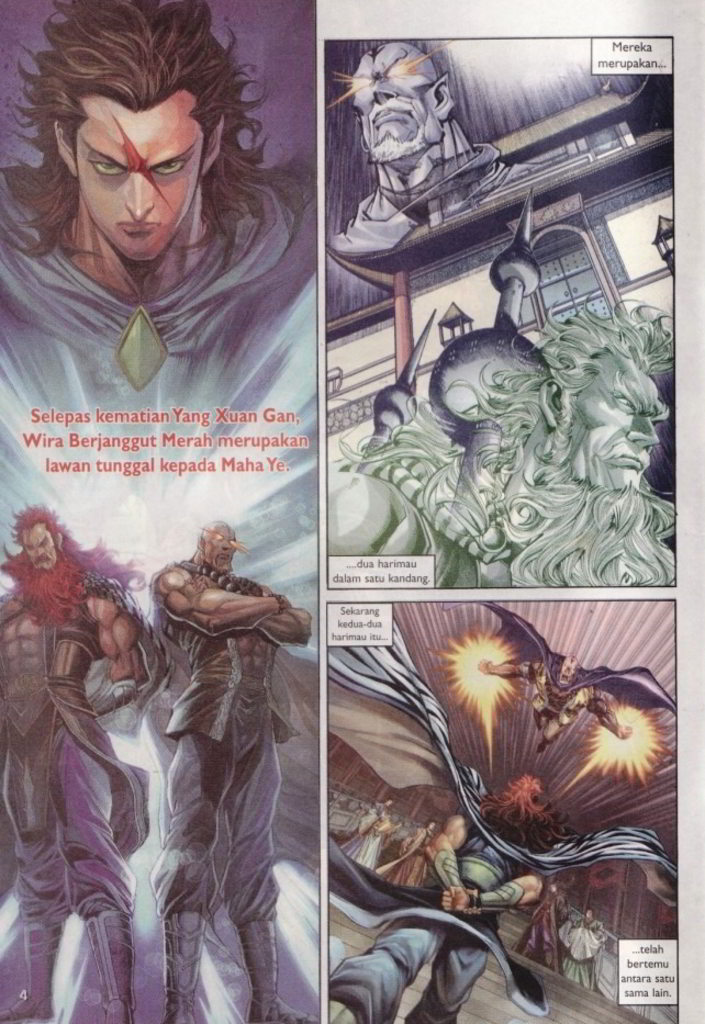 Selepas kematian Yang Xuan Gan,
Wira Berjanggut Merah merupakan
lawan tunggal kepada Maha Ye.
Mereka
merupakan...
....dua harimau
dalam satu kandang.
Sekarang
kedua-dua
harimau itu...
...telah
bertemu
antara satu
sama lain.
4